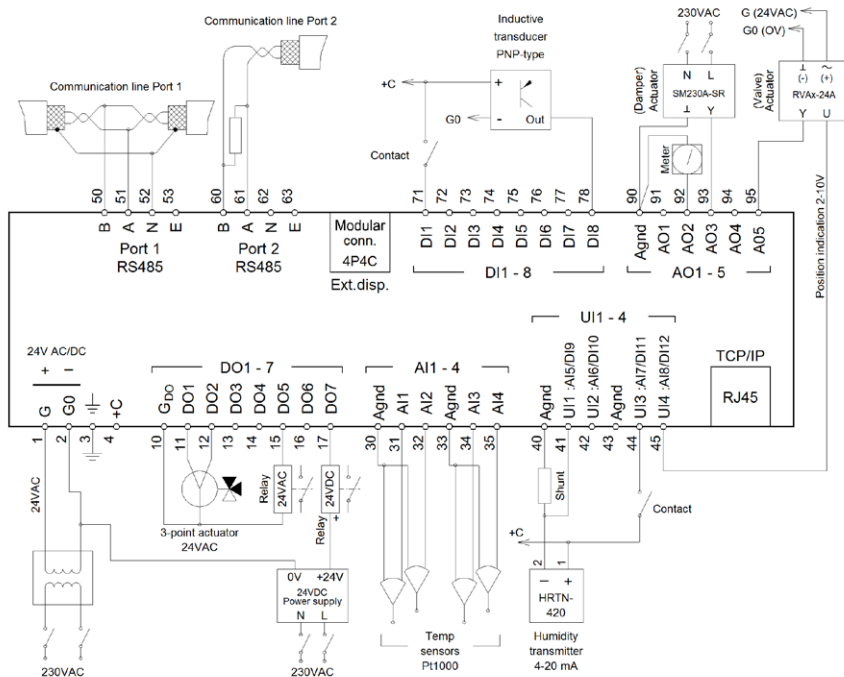 Communication line Port 2
Communication line Port 1
Inductive
transducer
PNP-type
+C
+
-
Out
G0
Contact
230VAC
N L
SM230A-SR
⊥ Y
(Damper)
Actuator
Meter
G (24VAC)
G0 (OV)
⊥ ~
(-) (+)
RVAx-24A
Y U
(Valve)
Actuator
Position indication 2-10V
50 51 52 53 60 61 62 63 71 72 73 74 75 76 77 78 90 91 92 93 94 95
B A N E
Port 1
RS485
B A N E
Port 2
RS485
Modular
conn.
4P4C
Ext.disp.
DI1 DI2 DI3 DI4 DI5 DI6 DI7 DI8
DI1 - 8
Agnd AO1 AO2 AO3 AO4 A05
AO1 - 5
24V AC/DC
+ −
G G0 +C
DO1 - 7
GDO DO1 DO2 DO3 DO4 DO5 DO6 DO7
AI1 - 4
Agnd AI1 AI2 Agnd AI3 AI4
UI1 - 4
Agnd UI1 :AI5/DI9 UI2 :AI6/DI10 Agnd UI3 :AI7/DI11 UI4 :AI8/DI12
TCP/IP
RJ45
1 2 3 4 10 11 12 13 14 15 16 17 30 31 32 33 34 35 40 41 42 43 44 45
24VAC
230VAC
3-point actuator
24VAC
Relay
24VAC
Relay
24VDC
+
0V +24V
24VDC
Power supply
N L
230VAC
Temp
sensors
Pt1000
Shunt
+C
Contact
2 1
− +
HRTN-
420
Humidity
transmitter
4-20 mA